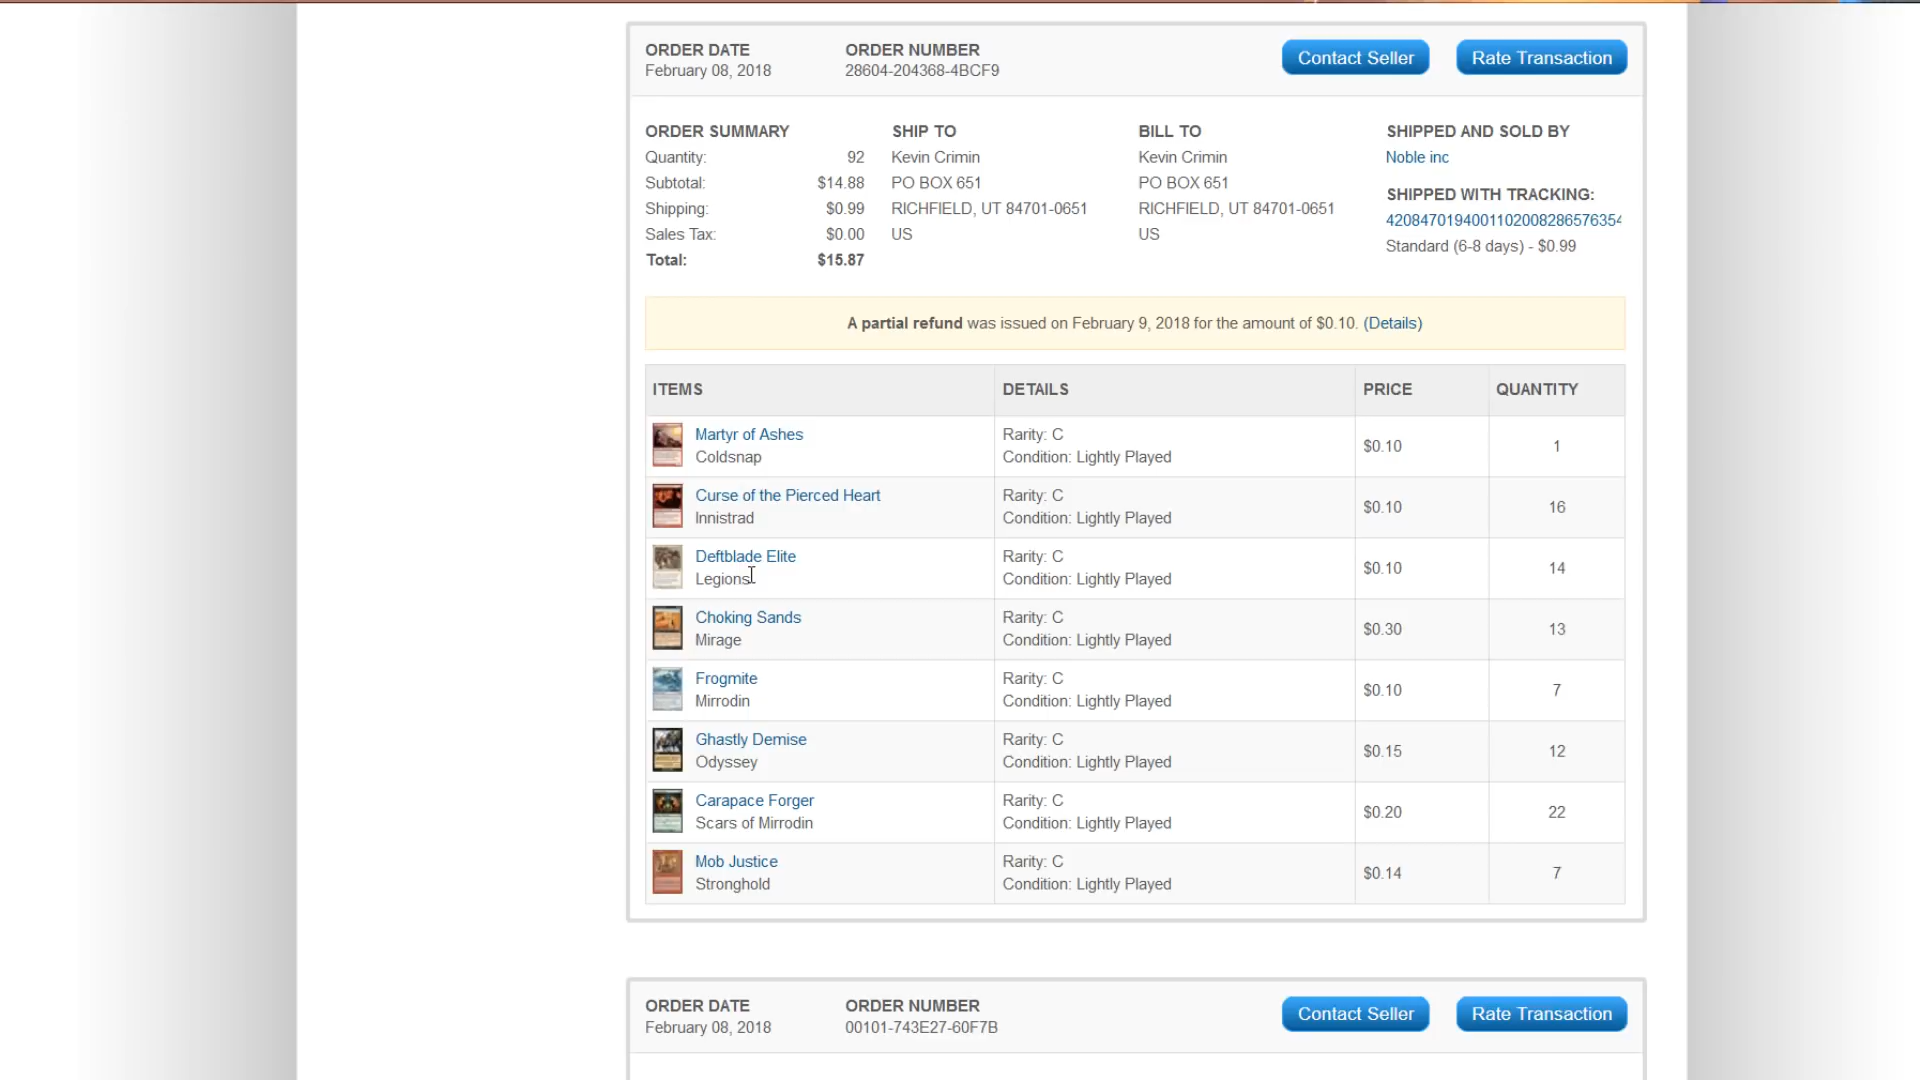 ORDER DATE
February 08, 2018
ORDER NUMBER
28604-204368-4BCF9
Contact Seller
Rate Transaction
ORDER SUMMARY
Quantity: 92
Subtotal: $14.88
Shipping: $0.99
Sales Tax: $0.00
Total: $15.87
SHIP TO
Kevin Crimin
PO BOX 651
RICHFIELD, UT 84701-0651
US
BILL TO
Kevin Crimin
PO BOX 651
RICHFIELD, UT 84701-0651
US
SHIPPED AND SOLD BY
Noble inc
SHIPPED WITH TRACKING:
420847019400110200828657635
Standard (6-8 days) - $0.99
A partial refund was issued on February 9, 2018 for the amount of $0.10. (Details)
ITEMS DETAILS PRICE QUANTITY
Martyr of Ashes
Coldsnap
Rarity: C
Condition: Lightly Played
$0.10 1
Curse of the Pierced Heart
Innistrad
Rarity: C
Condition: Lightly Played
$0.10 16
Deftblade Elite
Legions
Rarity: C
Condition: Lightly Played
$0.10 14
Choking Sands
Mirage
Rarity: C
Condition: Lightly Played
$0.30 13
Frogmite
Mirrodin
Rarity: C
Condition: Lightly Played
$0.10 7
Ghastly Demise
Odyssey
Rarity: C
Condition: Lightly Played
$0.15 12
Carapace Forger
Scars of Mirrodin
Rarity: C
Condition: Lightly Played
$0.20 22
Mob Justice
Stronghold
Rarity: C
Condition: Lightly Played
$0.14 7
ORDER DATE
February 08, 2018
ORDER NUMBER
00101-743E27-60F7B
Contact Seller
Rate Transaction